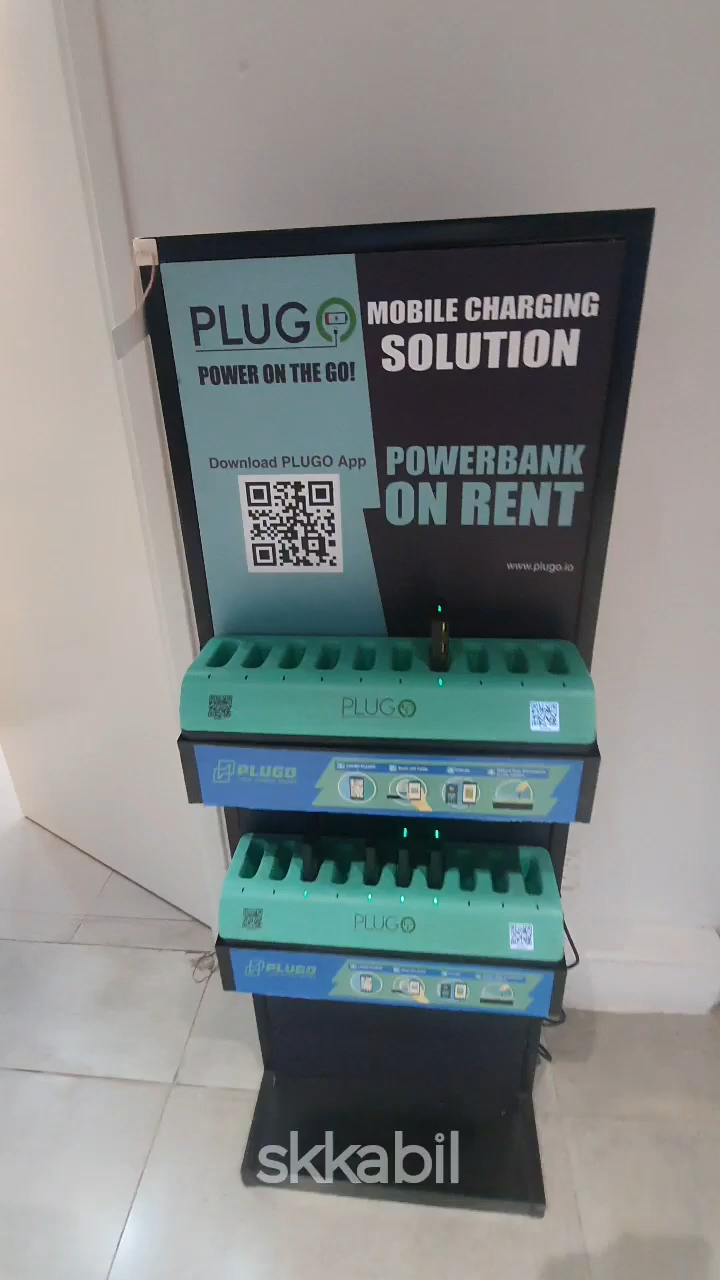 PLUGO
POWER ON THE GO!
MOBILE CHARGING
SOLUTION
Download PLUGO App
POWERBANK
ON RENT
www.plugo.io
PLUGO
PLUGO
PLUGO
PLUGO
skkabil